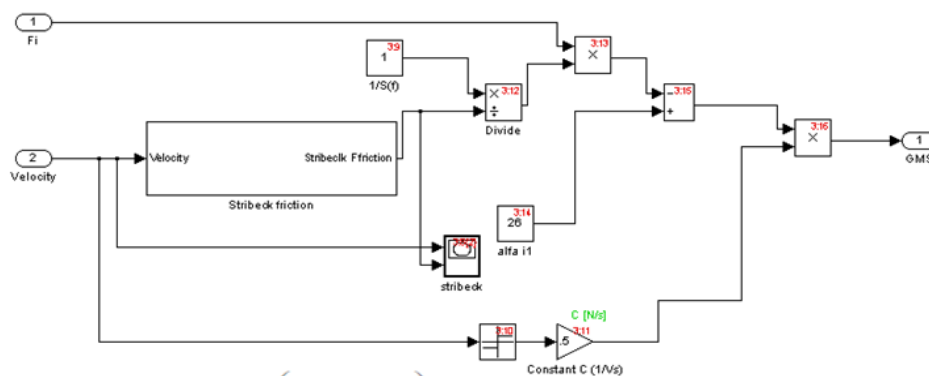 1
Fi
3:9
1
1/S(f)
3:13
×
3:12
×
÷
Divide
3:15
−
+
3:16
×
1
GMS
2
Velocity
Velocity
Stribeclk Ffriction
Stribeck friction
3:14
26
alfa i1
stribeck
C [N/s]
3:10
3:11
.5
Constant C (1/Vs)